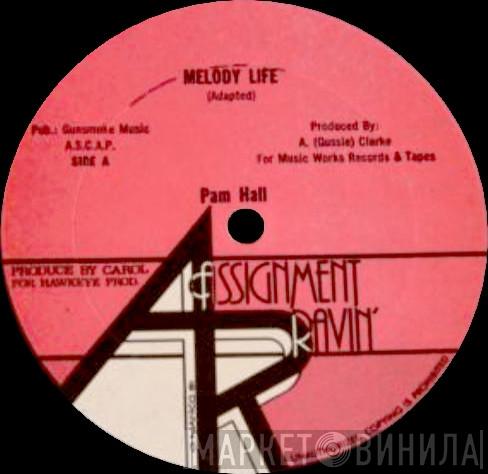 MELODY LIFE
(Adapted)
Pub.: Gunsmoke Music
A.S.C.A.P.
SIDE A
Produced By:
A. (Gussie) Clarke
For Music Works Records & Tapes
Pam Hall
PRODUCE BY CAROL
FOR HAWKEYE PROD.
ASSIGNMENT
RAVIN'
COPYING IS PROHIBITED
МАРКЕТ ВИНИЛА